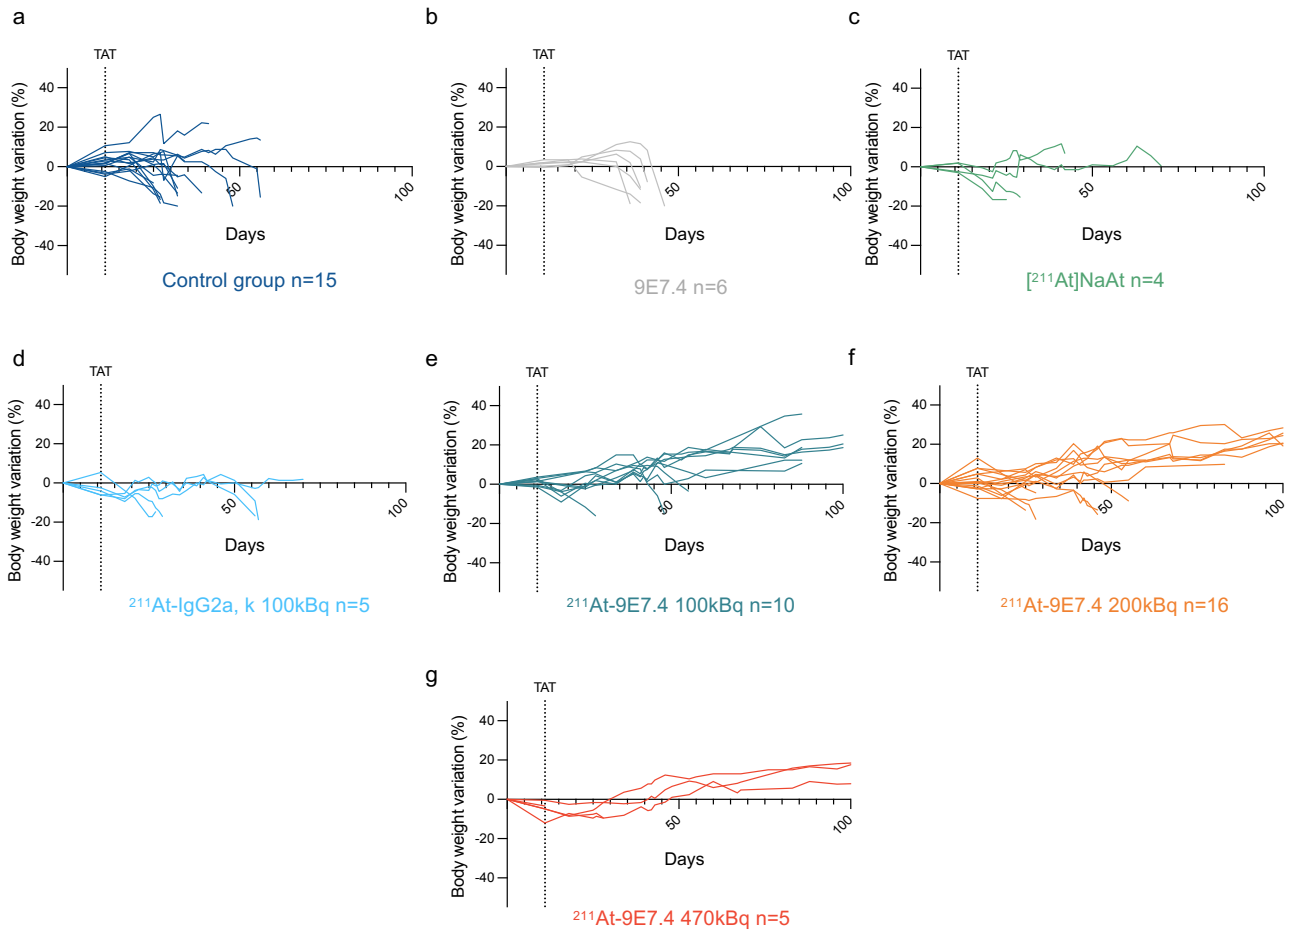 a
TAT
40
20
0
-20
-40
Body weight variation (%)
50
100
Days
Control group n=15
b
TAT
40
20
0
-20
-40
Body weight variation (%)
50
100
Days
9E7.4 n=6
c
TAT
40
20
0
-20
-40
Body weight variation (%)
50
100
Days
[²¹¹At]NaAt n=4
d
TAT
40
20
0
-20
-40
Body weight variation (%)
50
100
Days
²¹¹At-IgG2a, k 100kBq n=5
e
TAT
40
20
0
-20
-40
Body weight variation (%)
50
100
Days
²¹¹At-9E7.4 100kBq n=10
f
TAT
40
20
0
-20
-40
Body weight variation (%)
50
100
Days
²¹¹At-9E7.4 200kBq n=16
g
TAT
40
20
0
-20
-40
Body weight variation (%)
50
100
Days
²¹¹At-9E7.4 470kBq n=5